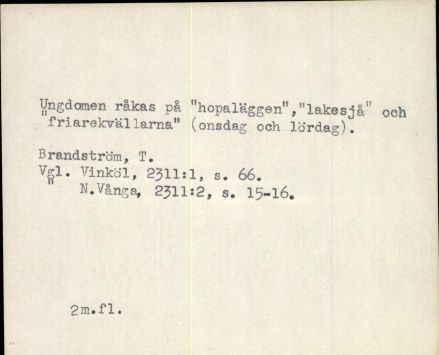 Ungdomen råkas på "hopaläggen","lakesjå" och
"friarekvällarna" (onsdag och lördag).
Brandström, T.
Vgl. Vinköl, 2311:1, s. 66.
" N.Vånga, 2311:2, s. 15-16.
2m.fl.